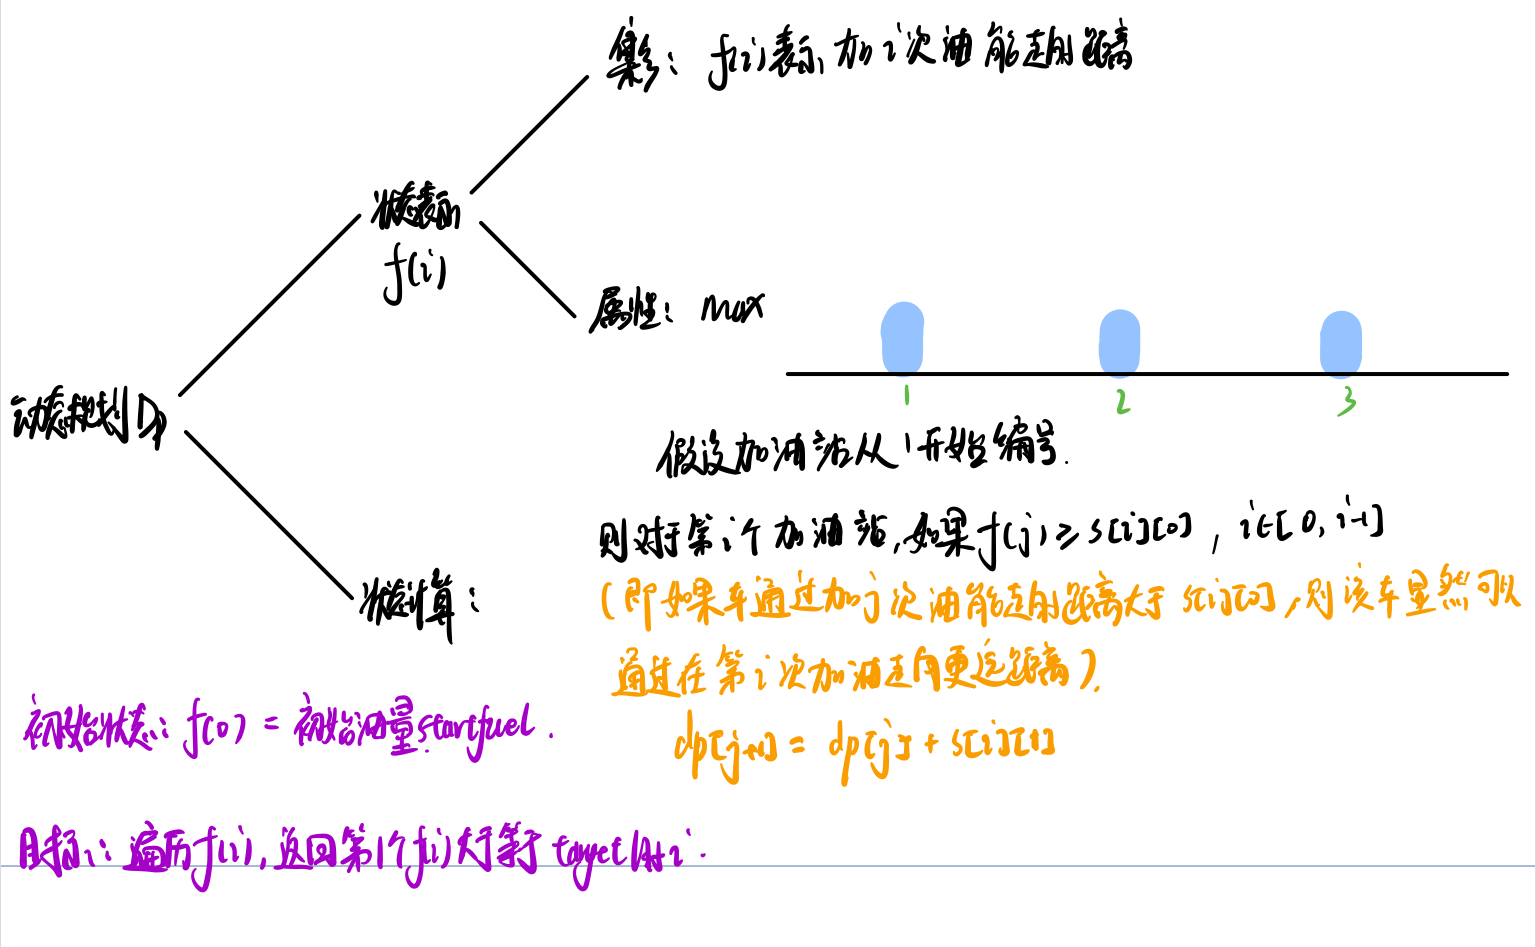 集合：f(i)表示，加i次油能走的距离
状态表示
f(i)
属性：max
1 2 3
动态规划Dp
假设加油站从1开始编号.
则对于第i个加油站,如果f(j)≥s[i][0]，i∈[0,i-1]
状态计算：
(即如果车通过加j次油能走的距离大于s[i][0],则该车显然可以
通过在第i次加油走向更远距离).
初始状态：f(0) = 初始油量startfuel.
dp[j+1] = dp[j] + s[i][1]
目标：遍历f(i),返回第1个f(i)大于等于target的i.